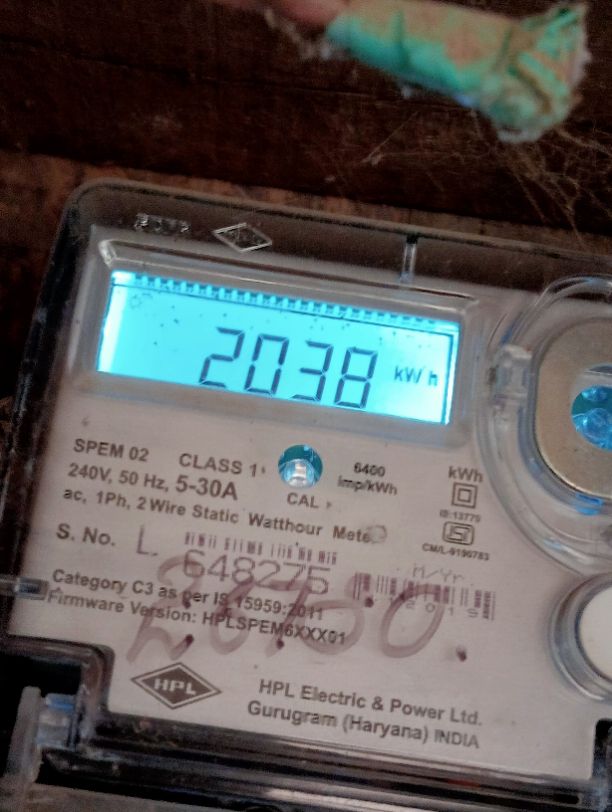 2038 kWh
SPEM 02 CLASS 1
240V, 50 Hz, 5-30A
CAL
6400
imp/kWh
kWh
IS:13779
CM/L-9190783
ac, 1Ph, 2 Wire Static Watthour Meter
S. No. L.
648275
M/Yr.
Category C3 as per IS 15959:2011
Firmware Version: HPLSPEM6XXX01
HPL
HPL Electric & Power Ltd.
Gurugram (Haryana) INDIA